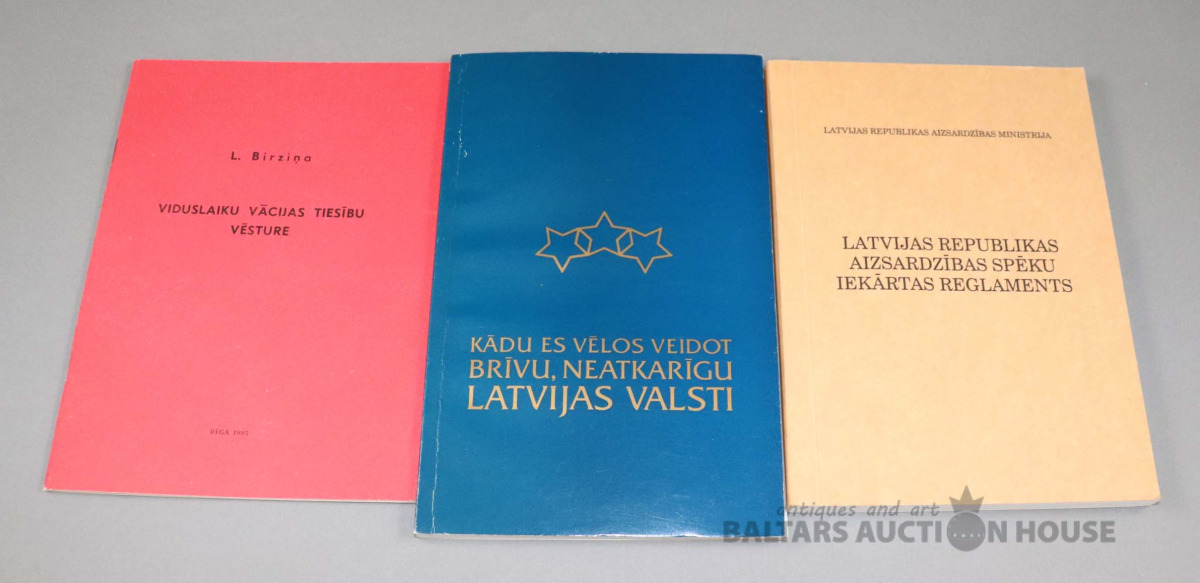 L. Birziņa
VIDUSLAIKU VĀCIJAS TIESĪBU
VĒSTURE
RĪGA 1995
KĀDU ES VĒLOS VEIDOT
BRĪVU, NEATKARĪGU
LATVIJAS VALSTI
LATVIJAS REPUBLIKAS AIZSARDZĪBAS MINISTRIJA
LATVIJAS REPUBLIKAS
AIZSARDZĪBAS SPĒKU
IEKĀRTAS REGLAMENTS
antiques and art
BALTARS AUCTION HOUSE